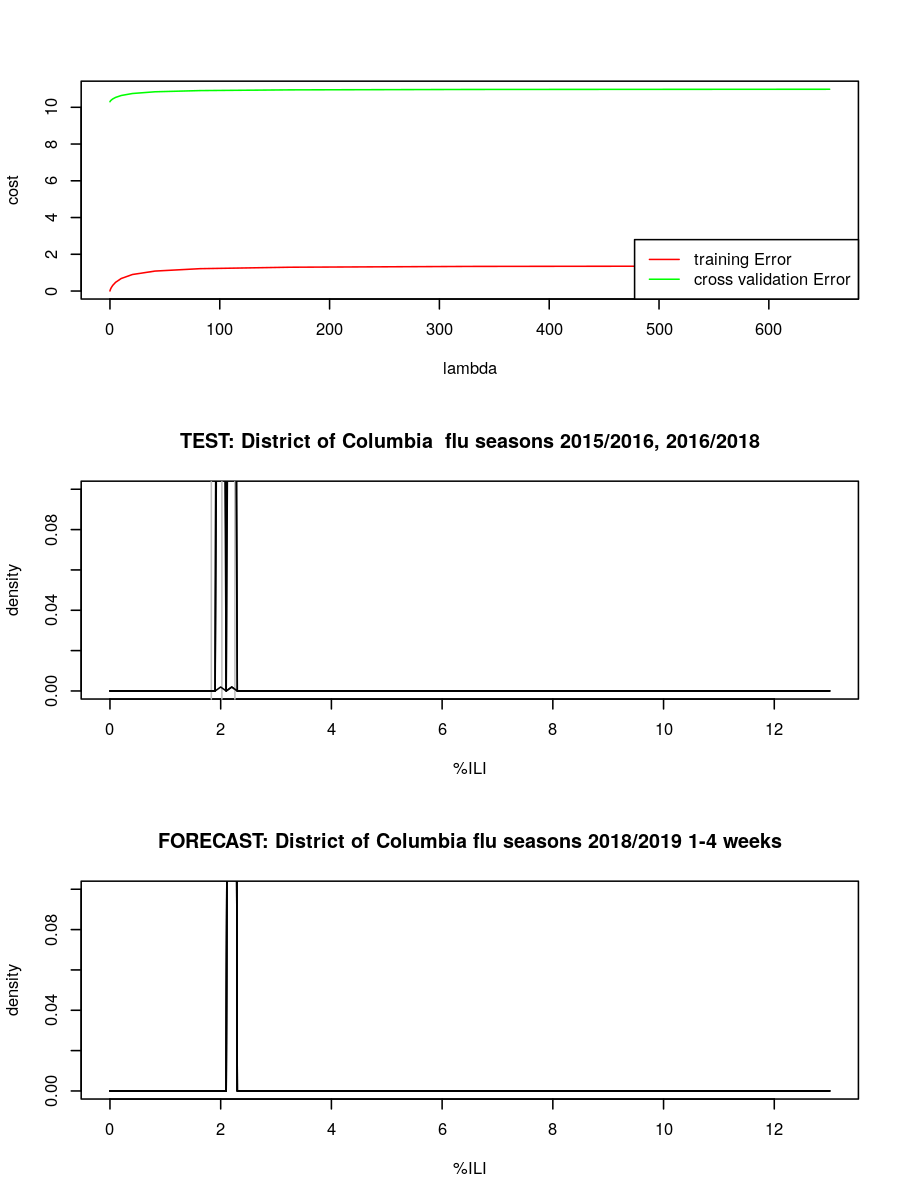 cost
10
8
6
4
2
0
training Error
cross validation Error
0 100 200 300 400 500 600
lambda
TEST: District of Columbia  flu seasons 2015/2016, 2016/2018
density
0.08
0.04
0.00
0 2 4 6 8 10 12
%ILI
FORECAST: District of Columbia flu seasons 2018/2019 1-4 weeks
density
0.08
0.04
0.00
0 2 4 6 8 10 12
%ILI